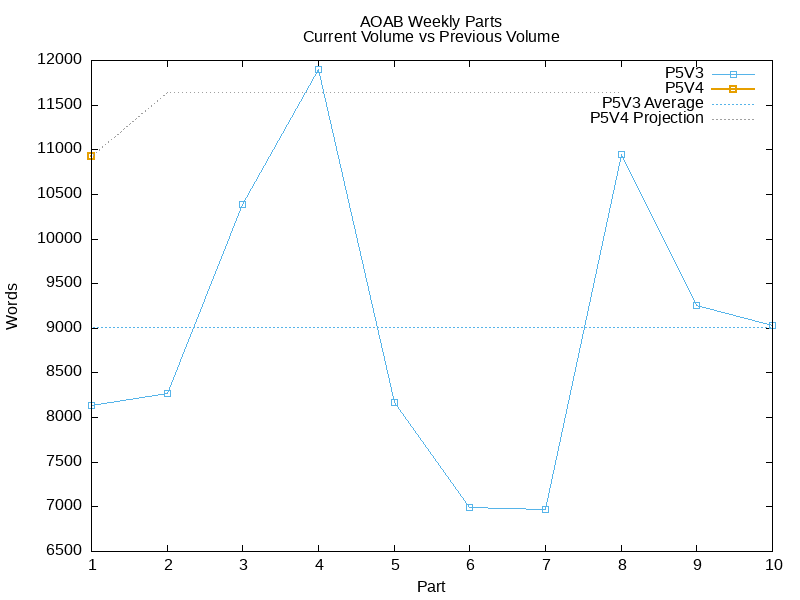 AOAB Weekly Parts
Current Volume vs Previous Volume
P5V3
P5V4
P5V3 Average
P5V4 Projection
12000
11500
11000
10500
10000
9500
9000
8500
8000
7500
7000
6500
Words
1 2 3 4 5 6 7 8 9 10
Part